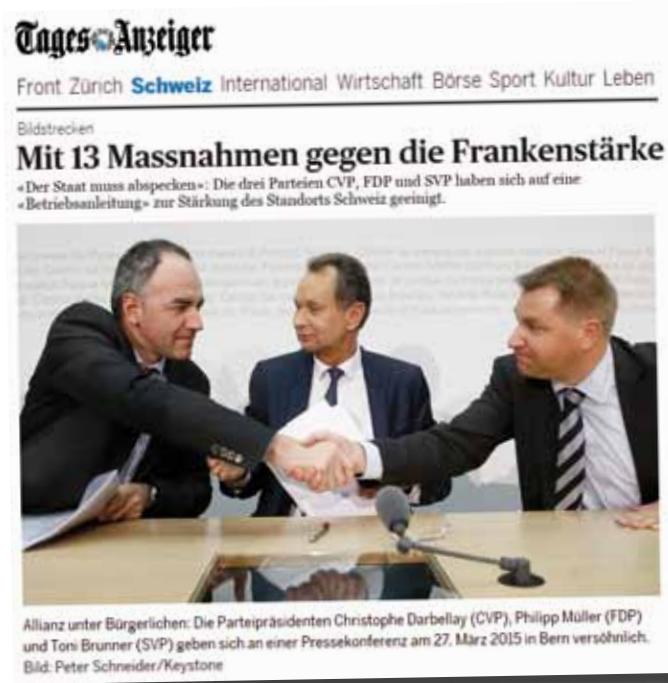 Tages Anzeiger
Front Zürich Schweiz International Wirtschaft Börse Sport Kultur Leben
Bildstrecken
Mit 13 Massnahmen gegen die Frankenstärke
«Der Staat muss abspecken»: Die drei Parteien CVP, FDP und SVP haben sich auf eine
«Betriebsanleitung» zur Stärkung des Standorts Schweiz geeinigt.
Allianz unter Bürgerlichen: Die Parteipräsidenten Christophe Darbellay (CVP), Philipp Müller (FDP)
und Toni Brunner (SVP) geben sich an einer Pressekonferenz am 27. März 2015 in Bern versöhnlich.
Bild: Peter Schneider/Keystone